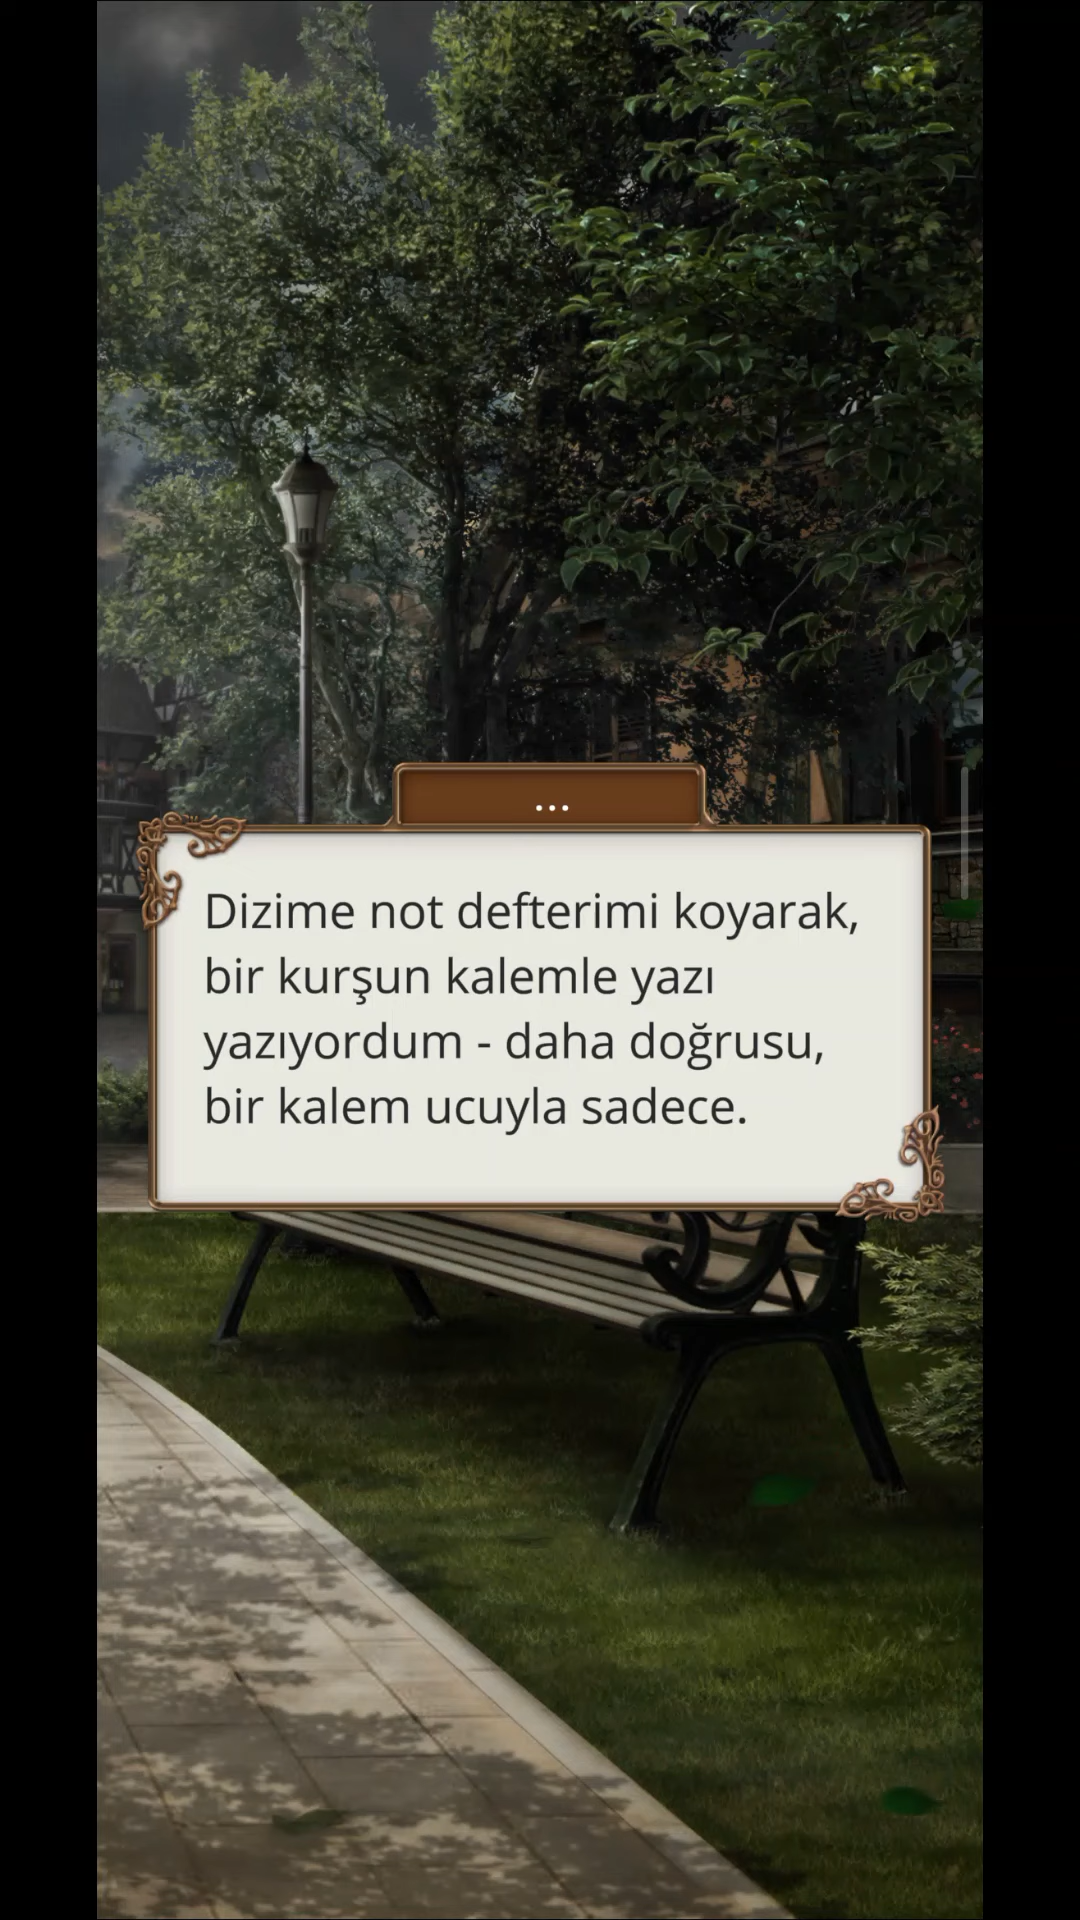 ...
Dizime not defterimi koyarak,
bir kurşun kalemle yazı
yazıyordum - daha doğrusu,
bir kalem ucuyla sadece.